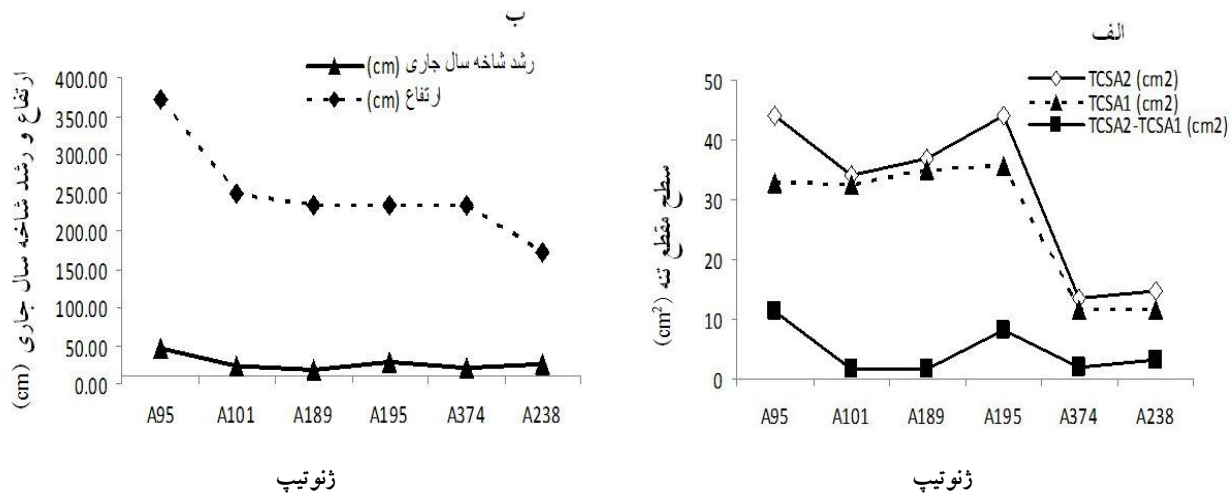 ب
رشد شاخه سال جاری (cm)
ارتفاع (cm)
ارتفاع و رشد شاخه سال جاری (cm)
400.00
350.00
300.00
250.00
200.00
150.00
100.00
50.00
0.00
A95 A101 A189 A195 A374 A238
ژنوتیپ
الف
TCSA2 (cm2)
TCSA1 (cm2)
TCSA2-TCSA1 (cm2)
سطح مقطع تنه (cm²)
50
40
30
20
10
0
A95 A101 A189 A195 A374 A238
ژنوتیپ